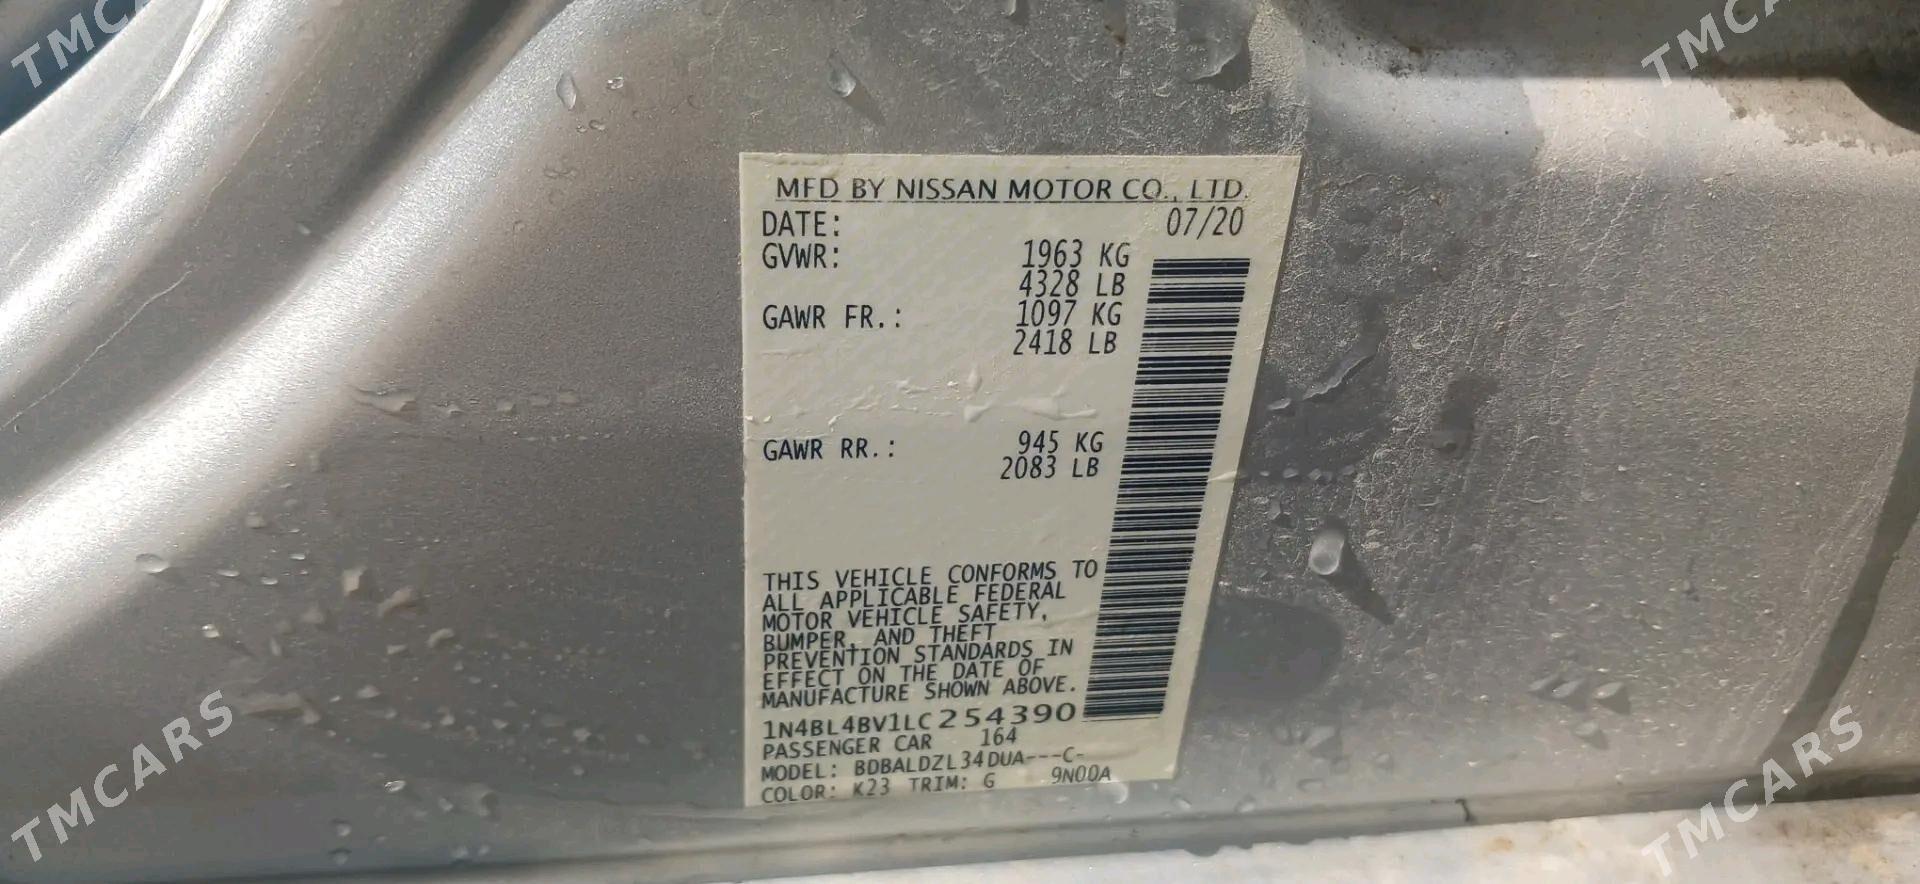 TMCARS
TMCARS
MFD BY NISSAN MOTOR CO., LTD.
DATE: 07/20
GVWR: 1963 KG
4328 LB
GAWR FR.: 1097 KG
2418 LB
GAWR RR.: 945 KG
2083 LB
THIS VEHICLE CONFORMS TO
ALL APPLICABLE FEDERAL
MOTOR VEHICLE SAFETY,
BUMPER, AND THEFT
PREVENTION STANDARDS IN
EFFECT ON THE DATE OF
MANUFACTURE SHOWN ABOVE.
1N4BL4BV1LC254390
PASSENGER CAR 164
MODEL: BDBALDZL34DUA---C-
COLOR: K23 TRIM: G 9N00A
TMCARS
TMCARS